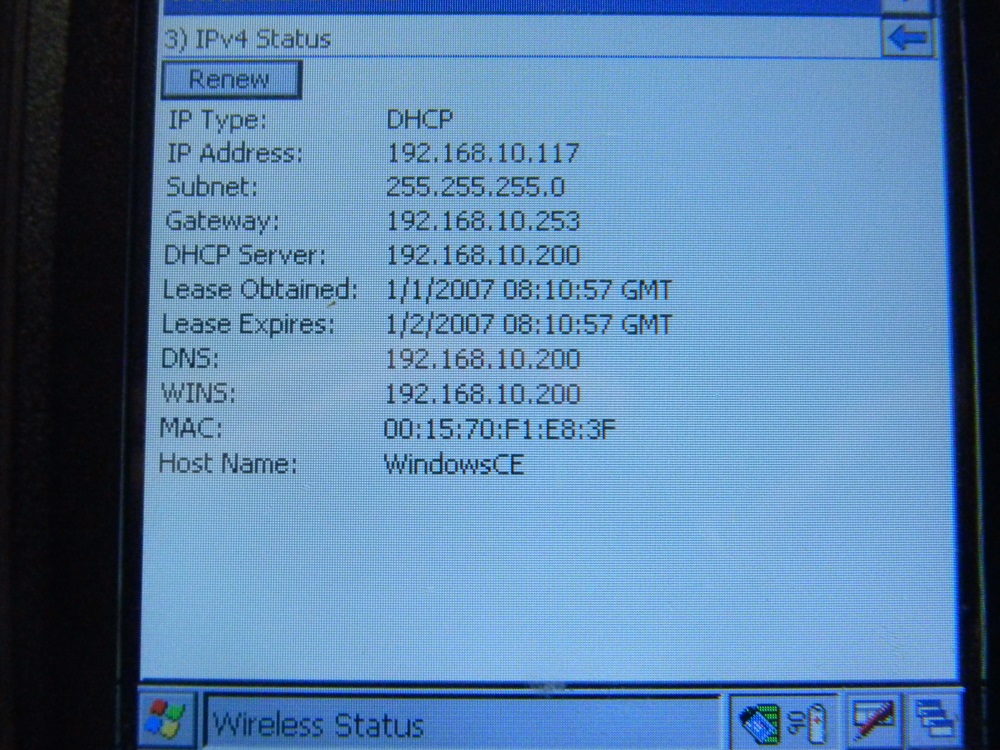 3) IPv4 Status
Renew
IP Type: DHCP
IP Address: 192.168.10.117
Subnet: 255.255.255.0
Gateway: 192.168.10.253
DHCP Server: 192.168.10.200
Lease Obtained: 1/1/2007 08:10:57 GMT
Lease Expires: 1/2/2007 08:10:57 GMT
DNS: 192.168.10.200
WINS: 192.168.10.200
MAC: 00:15:70:F1:E8:3F
Host Name: WindowsCE
Wireless Status